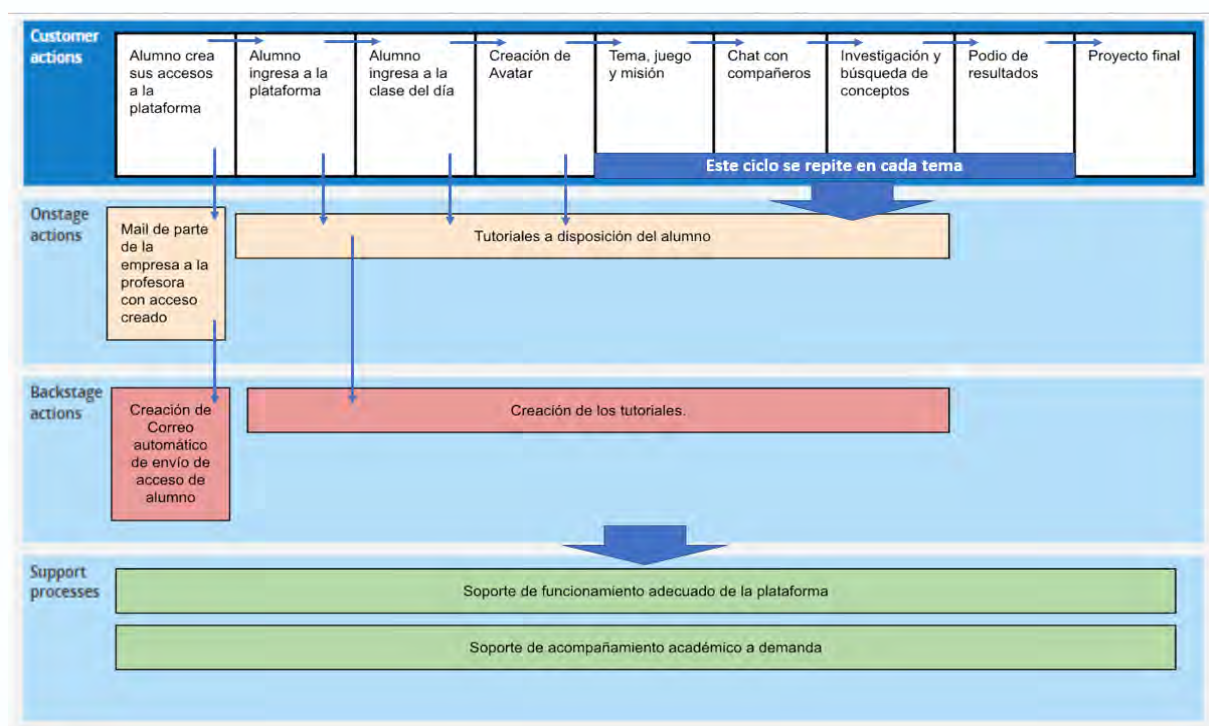 Customer
actions
Alumno crea
sus accesos
a la
plataforma
Alumno
ingresa a la
plataforma
Alumno
ingresa a la
clase del día
Creación de
Avatar
Tema, juego
y misión
Chat con
compañeros
Investigación y
búsqueda de
conceptos
Podio de
resultados
Proyecto final
Este ciclo se repite en cada tema
Onstage
actions
Mail de parte
de la
empresa a la
profesora
con acceso
creado
Tutoriales a disposición del alumno
Backstage
actions
Creación de
Correo
automático
de envío de
acceso de
alumno
Creación de los tutoriales.
Support
processes
Soporte de funcionamiento adecuado de la plataforma
Soporte de acompañamiento académico a demanda